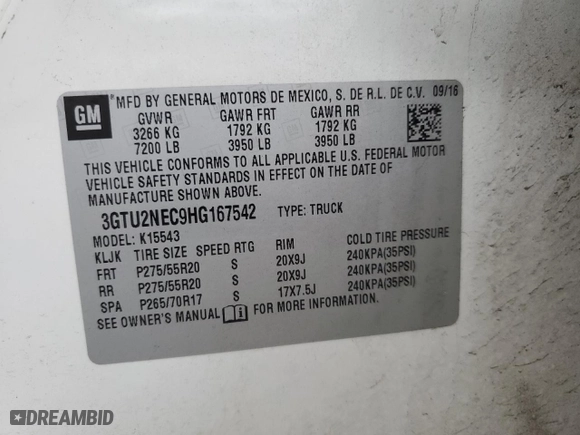 GM
*MFD BY GENERAL MOTORS DE MEXICO, S. DE R.L. DE C.V. 09/16
GVWR GAWR FRT GAWR RR
3266 KG 1792 KG 1792 KG
7200 LB 3950 LB 3950 LB
THIS VEHICLE CONFORMS TO ALL APPLICABLE U.S. FEDERAL MOTOR
VEHICLE SAFETY STANDARDS IN EFFECT ON THE DATE OF
MANUFACTURE SHOWN ABOVE.
3GTU2NEC9HG167542 TYPE: TRUCK
MODEL: K15543
KLJK TIRE SIZE SPEED RTG RIM COLD TIRE PRESSURE
FRT P275/55R20 S 20X9J 240KPA(35PSI)
RR P275/55R20 S 20X9J 240KPA(35PSI)
SPA P265/70R17 S 17X7.5J 240KPA(35PSI)
SEE OWNER'S MANUAL FOR MORE INFORMATION.
DREAMBID